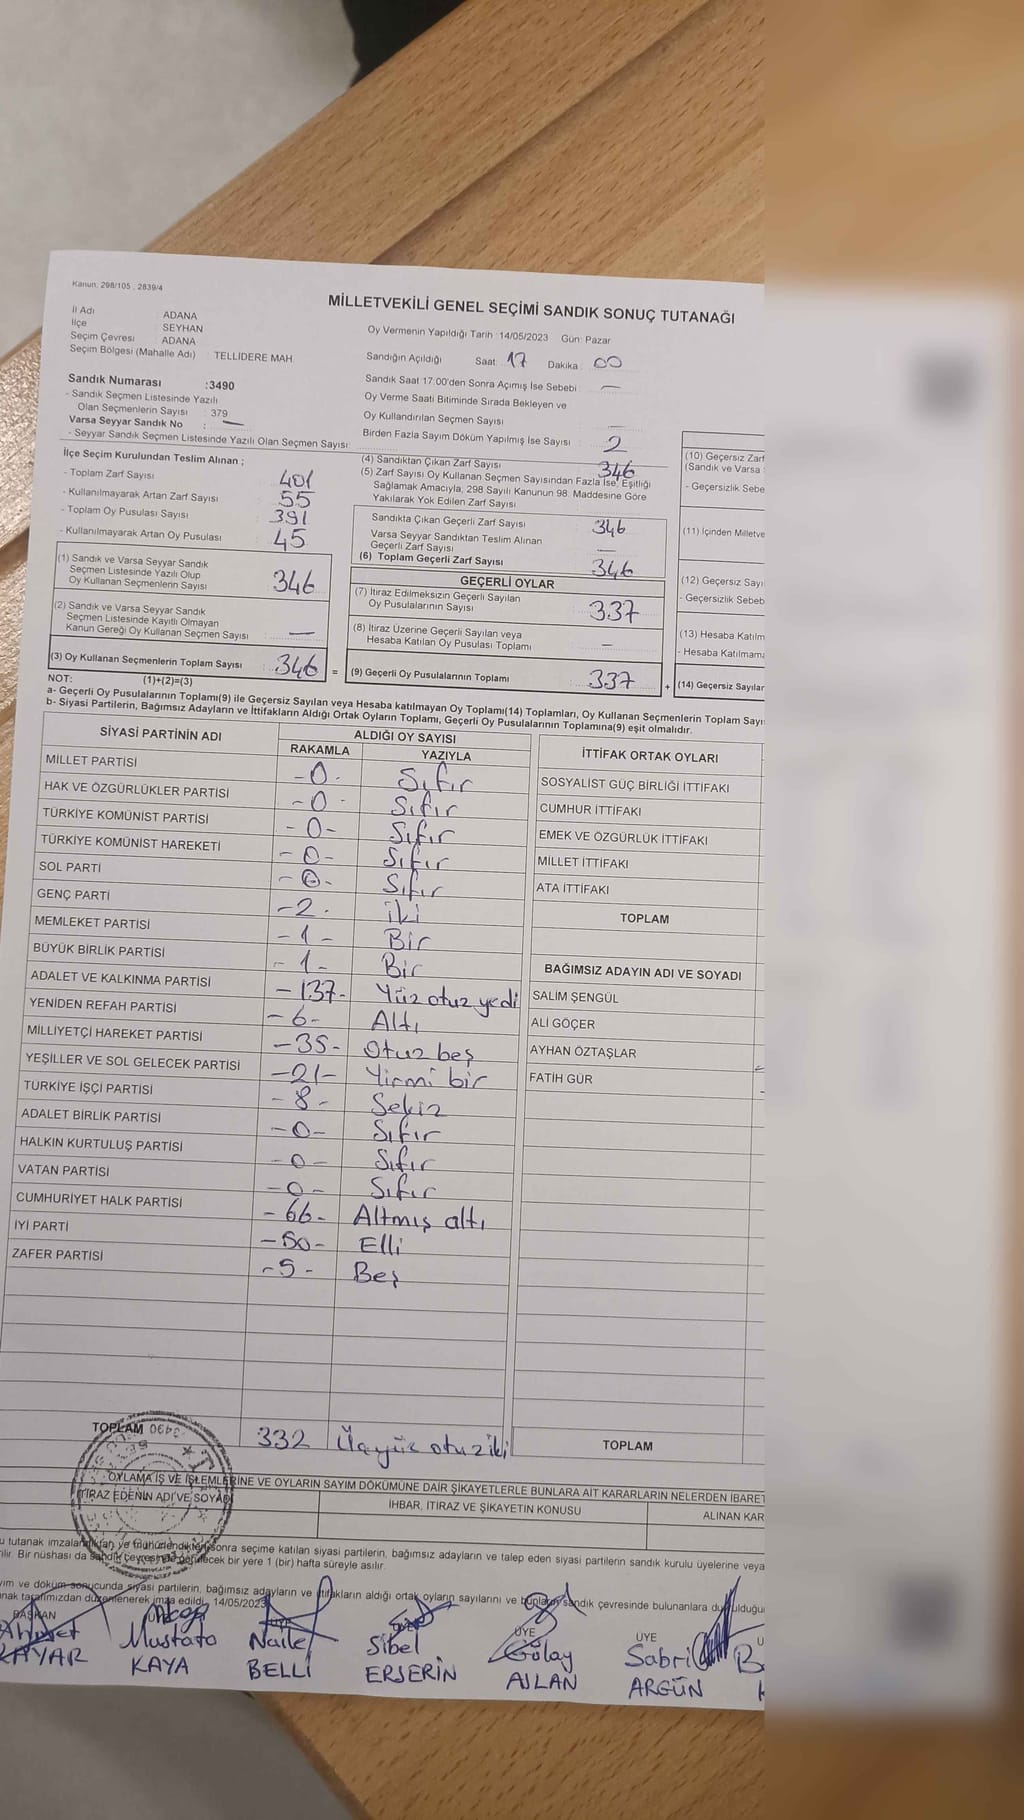 Kanun: 298/105 , 2839/4
MİLLETVEKİLİ GENEL SEÇİMİ SANDIK SONUÇ TUTANAĞI
İl Adı : ADANA
İlçe : SEYHAN
Seçim Çevresi : ADANA
Seçim Bölgesi (Mahalle Adı) : TELLIDERE MAH.
Oy Vermenin Yapıldığı Tarih :14/05/2023 Gün: Pazar
Sandığın Açıldığı Saat: 17 Dakika : 00
Sandık Saat 17:00'den Sonra Açımış İse Sebebi : —
Oy Verme Saati Bitiminde Sırada Bekleyen ve
Oy Kullandırılan Seçmen Sayısı —
Birden Fazla Sayım Döküm Yapılmış İse Sayısı : 2
Sandık Numarası :3490
- Sandık Seçmen Listesinde Yazılı
Olan Seçmenlerin Sayısı : 379
Varsa Seyyar Sandık No : —
- Seyyar Sandık Seçmen Listesinde Yazılı Olan Seçmen Sayısı:
İlçe Seçim Kurulundan Teslim Alınan ;
- Toplam Zarf Sayısı : 401
- Kullanılmayarak Artan Zarf Sayısı : 55
- Toplam Oy Pusulası Sayısı : 391
- Kullanılmayarak Artan Oy Pusulası : 45
(1) Sandık ve Varsa Seyyar Sandık
Seçmen Listesinde Yazılı Olup
Oy Kullanan Seçmenlerin Sayısı : 346
(2) Sandık ve Varsa Seyyar Sandık
Seçmen Listesinde Kayıtlı Olmayan
Kanun Gereği Oy Kullanan Seçmen Sayısı : —
(3) Oy Kullanan Seçmenlerin Toplam Sayısı : 346 =
NOT: (1)+(2)=(3)
(4) Sandıktan Çıkan Zarf Sayısı : 346
(5) Zarf Sayısı Oy Kullanan Seçmen Sayısından Fazla İse, Eşitliği
Sağlamak Amacıyla, 298 Sayılı Kanunun 98. Maddesine Göre
Yakılarak Yok Edilen Zarf Sayısı :
Sandıkta Çıkan Geçerli Zarf Sayısı : 346
Varsa Seyyar Sandıktan Teslim Alınan
Geçerli Zarf Sayısı : —
(6) Toplam Geçerli Zarf Sayısı : 346
GEÇERLİ OYLAR
(7) İtiraz Edilmeksizin Geçerli Sayılan
Oy Pusulalarının Sayısı : 337
(8) İtiraz Üzerine Geçerli Sayılan veya
Hesaba Katılan Oy Pusulası Toplamı : —
(9) Geçerli Oy Pusulalarının Toplamı : 337 +
(10) Geçersiz Zarf
(Sandık ve Varsa
- Geçersizlik Sebe
(11) İçinden Milletve
(12) Geçersiz Sayı
- Geçersizlik Sebeb
(13) Hesaba Katılm
- Hesaba Katılmama
(14) Geçersiz Sayılar
a- Geçerli Oy Pusulalarının Toplamı(9) ile Geçersiz Sayılan veya Hesaba katılmayan Oy Toplamı(14) Toplamları, Oy Kullanan Seçmenlerin Toplam Sayı
b- Siyasi Partilerin, Bağımsız Adayların ve İttifakların Aldığı Ortak Oyların Toplamı, Geçerli Oy Pusulalarının Toplamına(9) eşit olmalıdır.
SİYASİ PARTİNİN ADI ALDIĞI OY SAYISI
RAKAMLA YAZIYLA
MİLLET PARTİSİ -0- Sıfır
HAK VE ÖZGÜRLÜKLER PARTİSİ -0- Sıfır
TÜRKİYE KOMÜNİST PARTİSİ -0- Sıfır
TÜRKİYE KOMÜNİST HAREKETİ -0- Sıfır
SOL PARTİ -0- Sıfır
GENÇ PARTİ -2- iki
MEMLEKET PARTİSİ -1- Bir
BÜYÜK BİRLİK PARTİSİ -1- Bir
ADALET VE KALKINMA PARTİSİ -137- Yüz otuz yedi
YENİDEN REFAH PARTİSİ -6- Altı
MİLLİYETÇİ HAREKET PARTİSİ -35- Otuz beş
YEŞİLLER VE SOL GELECEK PARTİSİ -21- Yirmi bir
TÜRKİYE İŞÇİ PARTİSİ -8- Sekiz
ADALET BİRLİK PARTİSİ -0- Sıfır
HALKIN KURTULUŞ PARTİSİ -0- Sıfır
VATAN PARTİSİ -0- Sıfır
CUMHURİYET HALK PARTİSİ -66- Altmış altı
İYİ PARTİ -50- Elli
ZAFER PARTİSİ -5- Beş
TOPLAM 332 Üçyüz otuz iki
İTTİFAK ORTAK OYLARI
SOSYALİST GÜÇ BİRLİĞİ İTTİFAKI
CUMHUR İTTİFAKI
EMEK VE ÖZGÜRLÜK İTTİFAKI
MİLLET İTTİFAKI
ATA İTTİFAKI
TOPLAM
BAĞIMSIZ ADAYIN ADI VE SOYADI
SALİM ŞENGÜL
ALİ GÖÇER
AYHAN ÖZTAŞLAR
FATİH GÜR
TOPLAM
3490
OYLAMA İŞ VE İŞLEMLERİNE VE OYLARIN SAYIM DÖKÜMÜNE DAİR ŞİKAYETLERLE BUNLARA AİT KARARLARIN NELERDEN İBARET
İTİRAZ EDENİN ADI VE SOYADI İHBAR, İTİRAZ VE ŞİKAYETİN KONUSU ALINAN KAR
u tutanak imzalandıktan ve mühürlendikten sonra seçime katılan siyasi partilerin, bağımsız adayların ve talep eden siyasi partilerin sandık kurulu üyelerine veya
ilir. Bir nüshası da sandık çevresinde görülecek bir yere 1 (bir) hafta süreyle asılır.
yım ve döküm sonucunda siyasi partilerin, bağımsız adayların ve ittifakların aldığı ortak oyların sayılarını ve bunların sandık çevresinde bulunanlara duyulduğu
nak tarafımızdan düzenlenerek imza edildi. 14/05/2023
BAŞKAN ÜYE ÜYE ÜYE
Ahmet Mustafa Naile Sibel Gülay Sabri
KAYAR KAYA BELLİ ERSERİN ASLAN ARGÜN